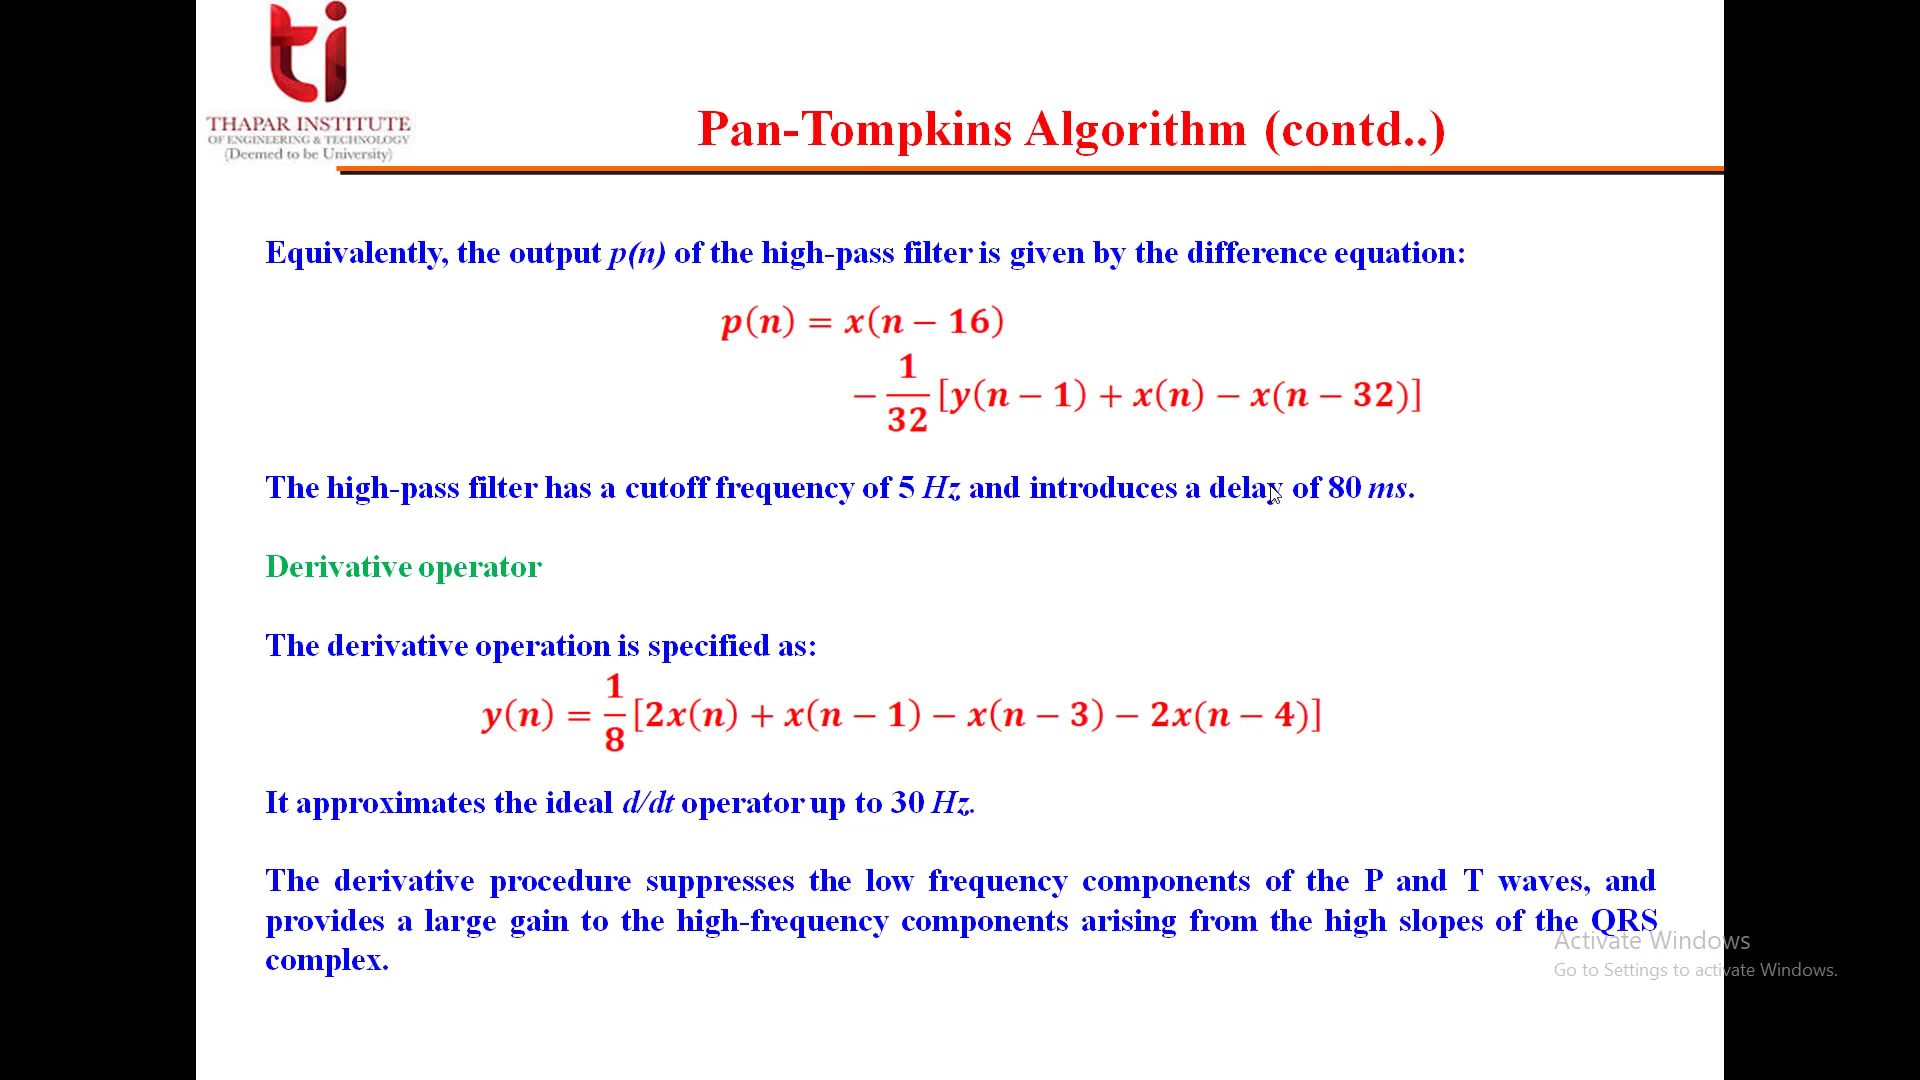 ti
THAPAR INSTITUTE
OF ENGINEERING & TECHNOLOGY
(Deemed to be University)
Pan-Tompkins Algorithm (contd..)
Equivalently, the output p(n) of the high-pass filter is given by the difference equation:
p(n) = x(n − 16)
− 1/32 [y(n − 1) + x(n) − x(n − 32)]
The high-pass filter has a cutoff frequency of 5 Hz and introduces a delay of 80 ms.
Derivative operator
The derivative operation is specified as:
y(n) = 1/8 [2x(n) + x(n − 1) − x(n − 3) − 2x(n − 4)]
It approximates the ideal d/dt operator up to 30 Hz.
The derivative procedure suppresses the low frequency components of the P and T waves, and
provides a large gain to the high-frequency components arising from the high slopes of the QRS
complex.
Activate Windows
Go to Settings to activate Windows.